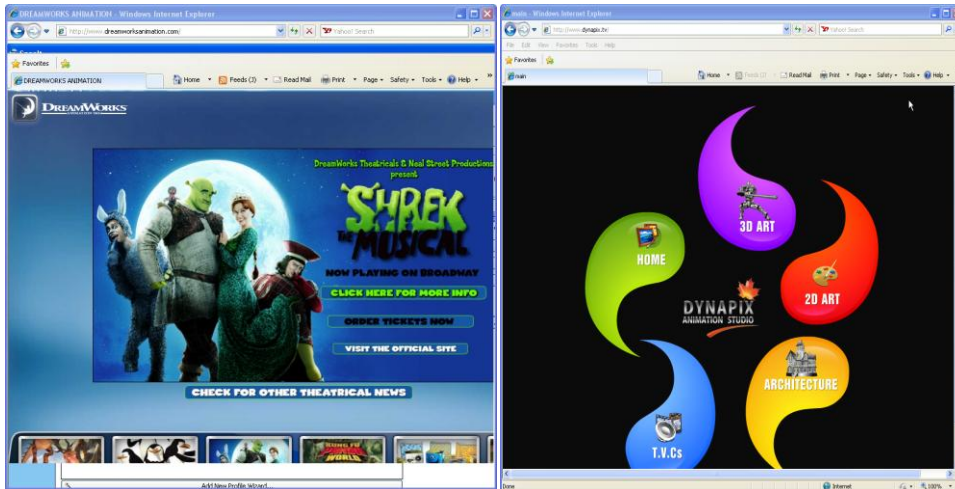 DREAMWORKS ANIMATION - Windows Internet Explorer
http://www.dreamworksanimation.com/
Yahoo! Search
Favorites
DREAMWORKS ANIMATION
Home
Feeds (J)
Read Mail
Print
Page
Safety
Tools
Help
DREAMWORKS
DreamWorks Theatricals & Neal Street Productions
present
SHREK
THE MUSICAL
NOW PLAYING ON BROADWAY
CLICK HERE FOR MORE INFO
ORDER TICKETS NOW
VISIT THE OFFICIAL SITE
CHECK FOR OTHER THEATRICAL NEWS
KUNG FU
PANDA
WORLD
Add New Profile Wizard...
main - Windows Internet Explorer
http://www.dynapix.tv/
Yahoo! Search
File Edit View Favorites Tools Help
Favorites
main
Home
Feeds (J)
Read Mail
Print
Page
Safety
Tools
Help
3D ART
HOME
2D ART
DYNAPIX
ANIMATION STUDIO
ARCHITECTURE
T.V.Cs
Done
Internet
100%